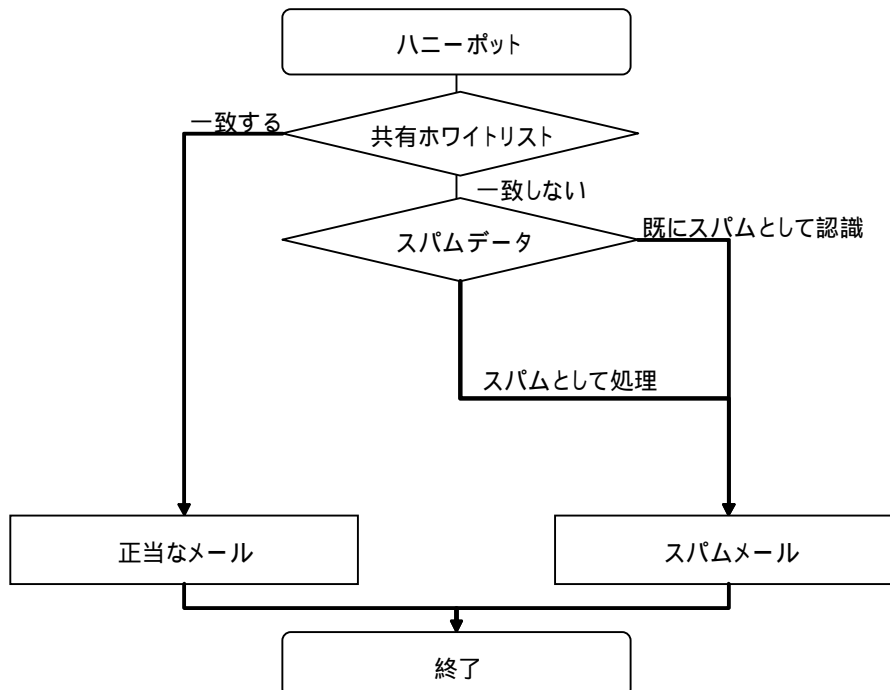 ハニーポット
一致する
共有ホワイトリスト
一致しない
スパムデータ
既にスパムとして認識
スパムとして処理
正当なメール
スパムメール
終了